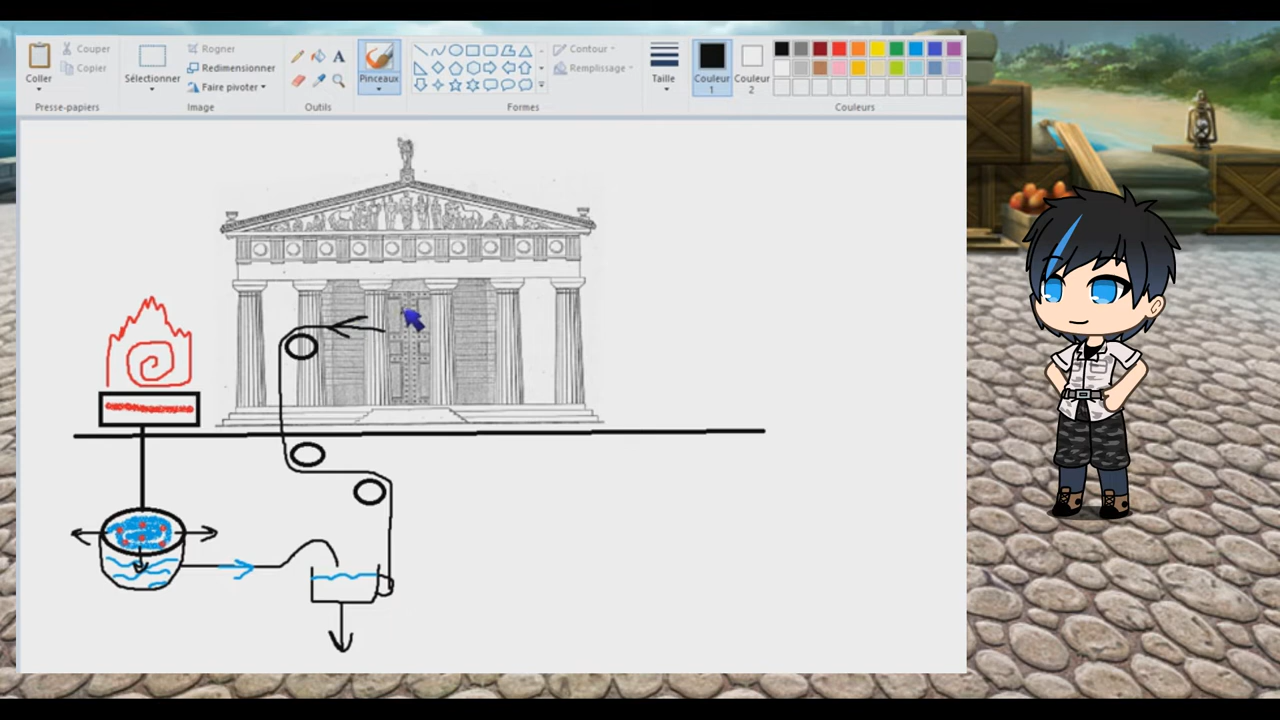 Couper
Copier
Coller
Presse-papiers
Sélectionner
Rogner
Redimensionner
Faire pivoter
Image
A
Outils
Pinceaux
Contour
Remplissage
Formes
Taille
Couleur
1
Couleur
2
Couleurs